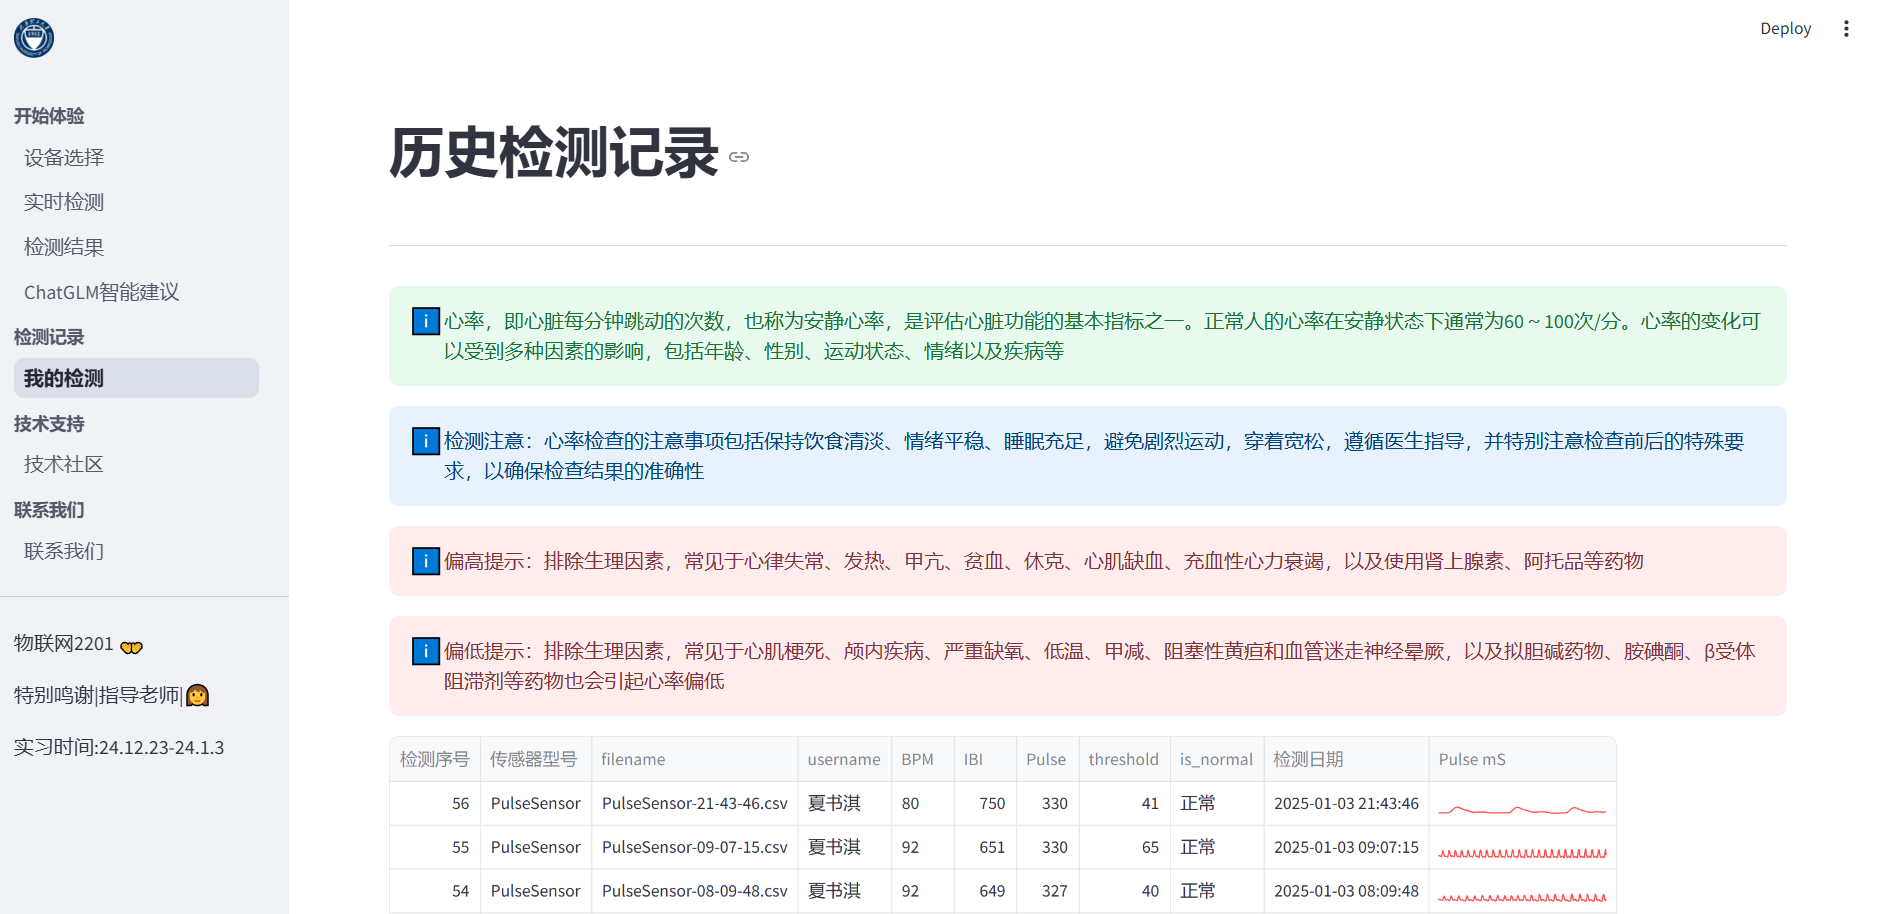 Deploy
开始体验
设备选择
实时检测
检测结果
ChatGLM智能建议
检测记录
我的检测
技术支持
技术社区
联系我们
联系我们
物联网2201
特别鸣谢|指导老师|
实习时间:24.12.23-24.1.3
历史检测记录
心率，即心脏每分钟跳动的次数，也称为安静心率，是评估心脏功能的基本指标之一。正常人的心率在安静状态下通常为60～100次/分。心率的变化可
以受到多种因素的影响，包括年龄、性别、运动状态、情绪以及疾病等
检测注意：心率检查的注意事项包括保持饮食清淡、情绪平稳、睡眠充足，避免剧烈运动，穿着宽松，遵循医生指导，并特别注意检查前后的特殊要
求，以确保检查结果的准确性
偏高提示：排除生理因素，常见于心律失常、发热、甲亢、贫血、休克、心肌缺血、充血性心力衰竭，以及使用肾上腺素、阿托品等药物
偏低提示：排除生理因素，常见于心肌梗死、颅内疾病、严重缺氧、低温、甲减、阻塞性黄疸和血管迷走神经晕厥，以及拟胆碱药物、胺碘酮、β受体
阻滞剂等药物也会引起心率偏低
检测序号 传感器型号 filename username BPM IBI Pulse threshold is_normal 检测日期 Pulse mS
56 PulseSensor PulseSensor-21-43-46.csv 夏书淇 80 750 330 41 正常 2025-01-03 21:43:46
55 PulseSensor PulseSensor-09-07-15.csv 夏书淇 92 651 330 65 正常 2025-01-03 09:07:15
54 PulseSensor PulseSensor-08-09-48.csv 夏书淇 92 649 327 40 正常 2025-01-03 08:09:48